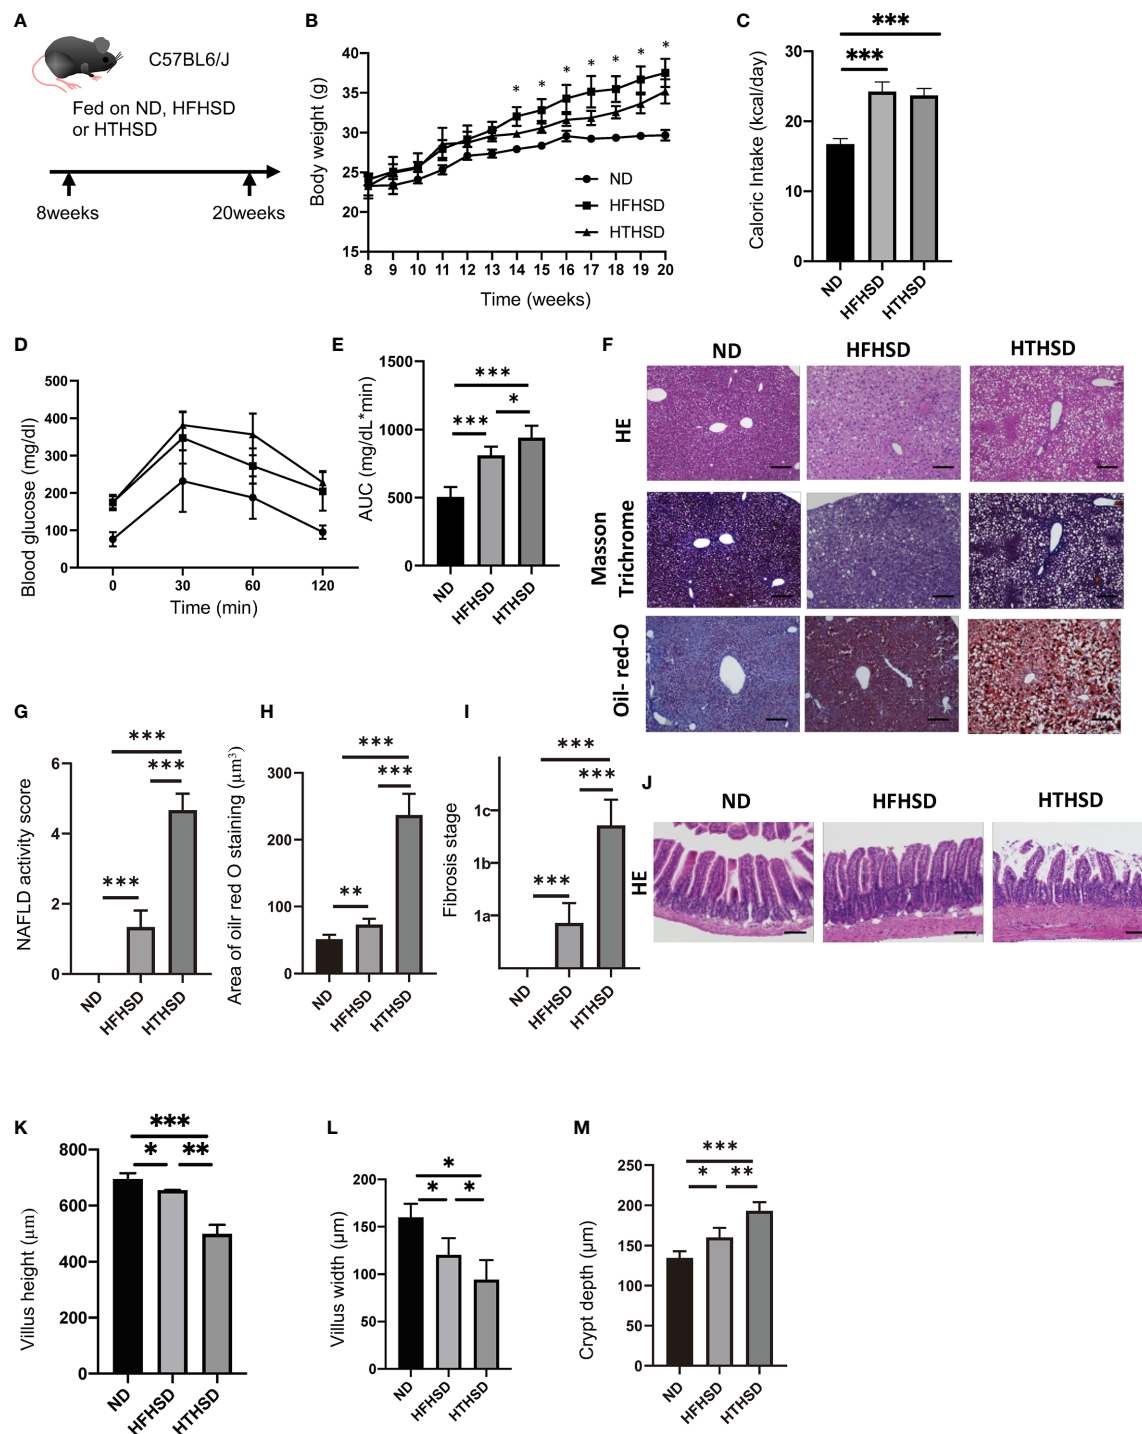 A
C57BL6/J
Fed on ND, HFHSD
or HTHSD
8weeks
20weeks
B
Body weight (g)
40
35
30
25
20
15
* * * * * * *
ND
HFHSD
HTHSD
8 9 10 11 12 13 14 15 16 17 18 19 20
Time (weeks)
C
Caloric Intake (kcal/day)
***
***
30
20
10
0
ND
HFHSD
HTHSD
D
Blood glucose (mg/dl)
500
400
300
200
100
0
0 30 60 120
Time (min)
E
AUC (mg/dL*min)
1500
1000
500
0
***
***
*
ND
HFHSD
HTHSD
F
ND HFHSD HTHSD
HE
Masson
Trichrome
Oil- red-O
G
NAFLD activity score
6
4
2
0
***
***
***
ND
HFHSD
HTHSD
H
Area of oilr red O staining (μm³)
300
200
100
0
***
***
**
ND
HFHSD
HTHSD
I
Fibrosis stage
1c
1b
1a
***
***
***
ND
HFHSD
HTHSD
J
ND HFHSD HTHSD
HE
K
Villus height (μm)
800
600
400
200
0
***
* **
ND
HFHSD
HTHSD
L
Villus width (μm)
200
150
100
50
0
*
* *
ND
HFHSD
HTHSD
M
Crypt depth (μm)
250
200
150
100
50
0
***
* **
ND
HFHSD
HTHSD